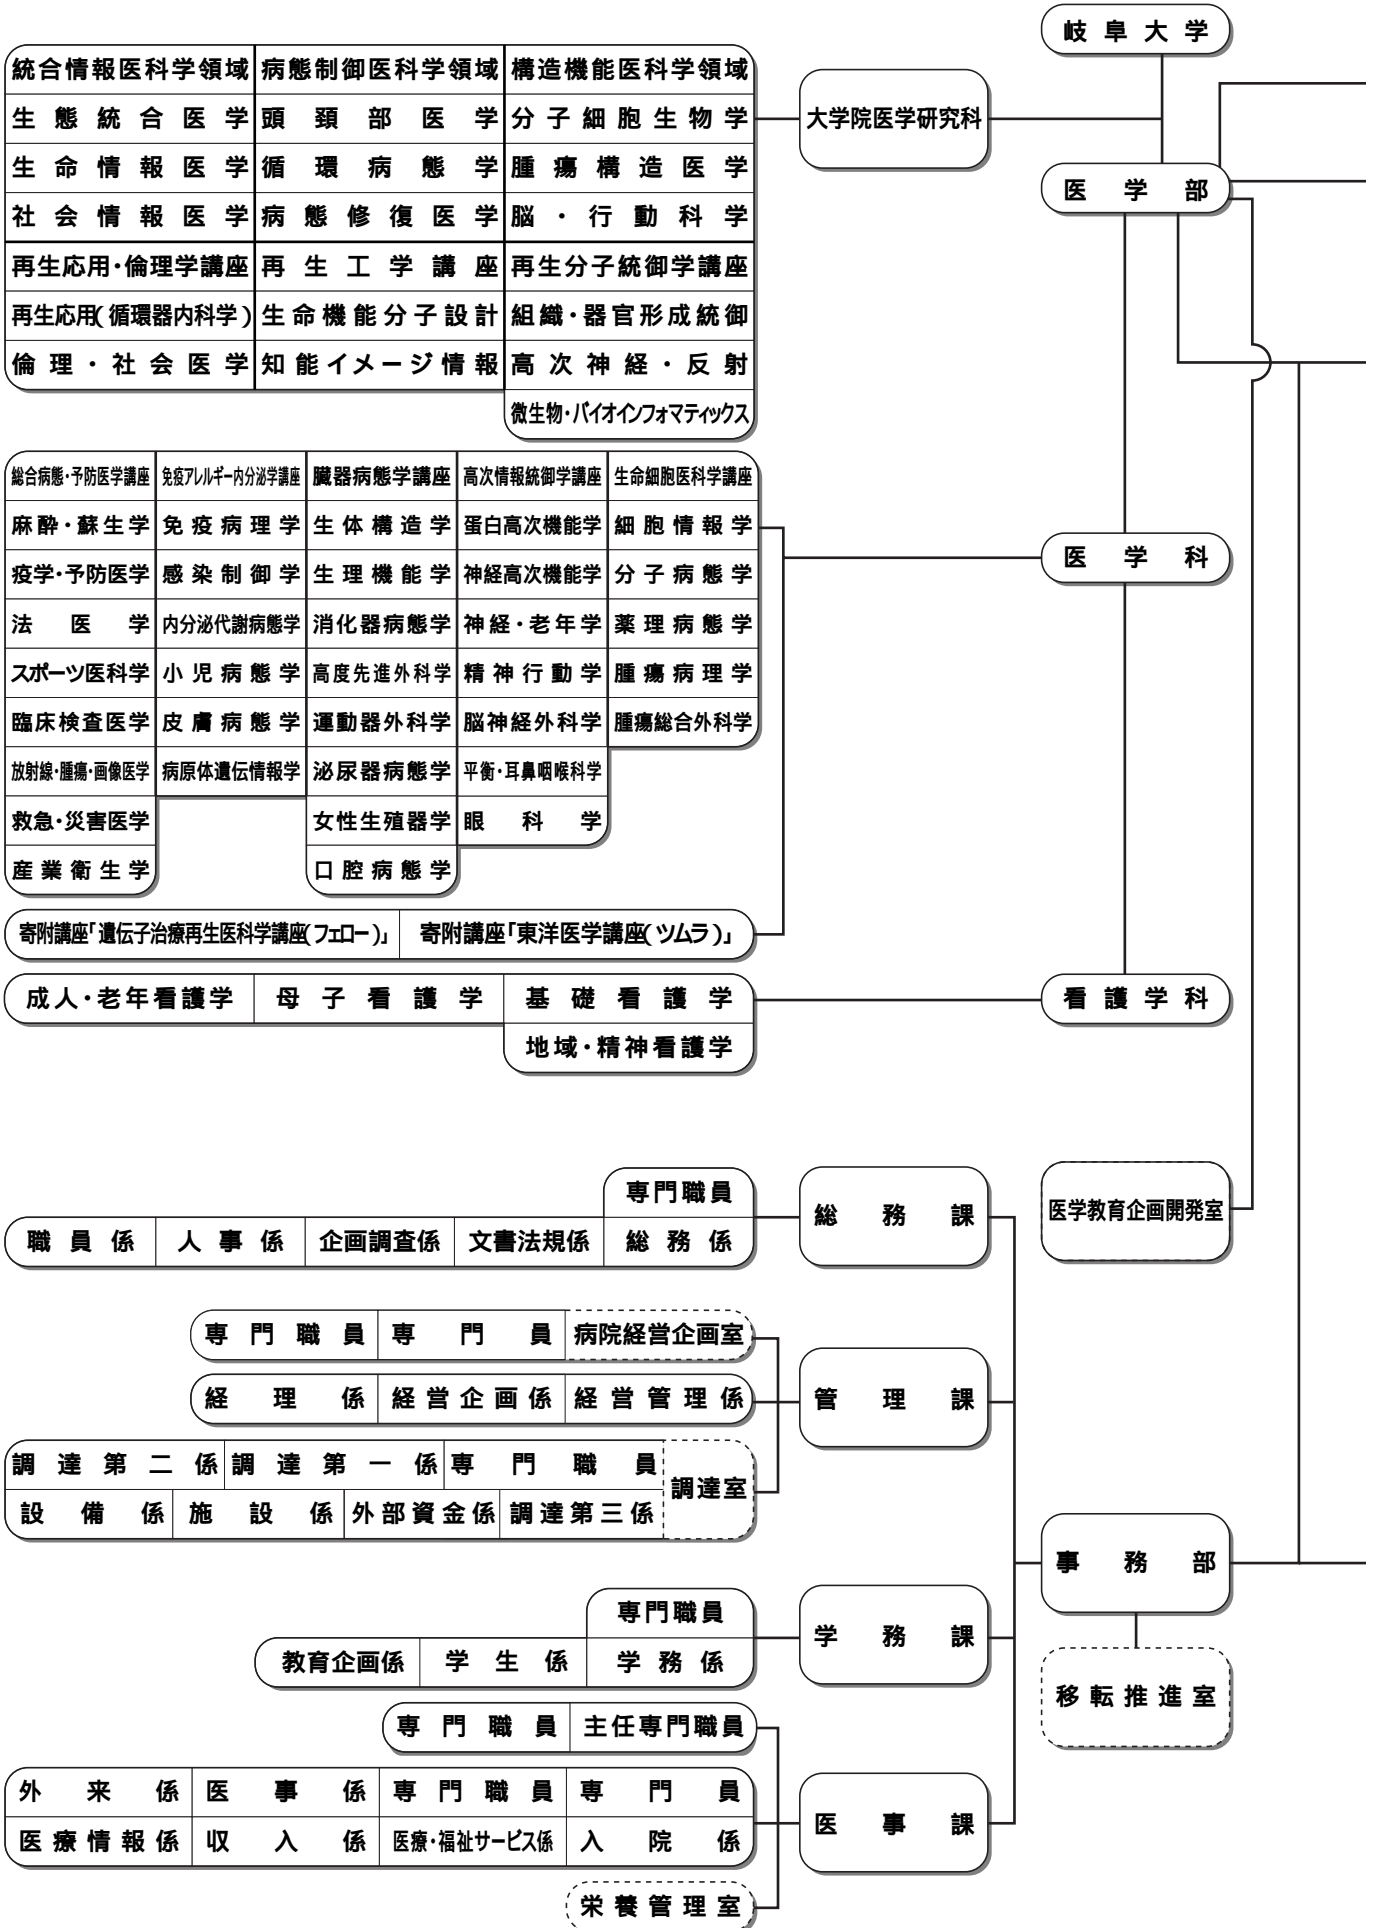 岐阜大学
統合情報医科学領域 病態制御医科学領域 構造機能医科学領域
生態統合医学 頭頚部医学 分子細胞生物学
大学院医学研究科
生命情報医学 循環病態学 腫瘍構造医学
医学部
社会情報医学 病態修復医学 脳・行動科学
再生応用・倫理学講座 再生工学講座 再生分子統御学講座
再生応用(循環器内科学) 生命機能分子設計 組織・器官形成統御
倫理・社会医学 知能イメージ情報 高次神経・反射
微生物・バイオインフォマティックス
総合病態・予防医学講座 免疫アレルギー内分泌学講座 臓器病態学講座 高次情報統御学講座 生命細胞医科学講座
麻酔・蘇生学 免疫病理学 生体構造学 蛋白高次機能学 細胞情報学
医学科
疫学・予防医学 感染制御学 生理機能学 神経高次機能学 分子病態学
法医学 内分泌代謝病態学 消化器病態学 神経・老年学 薬理病態学
スポーツ医科学 小児病態学 高度先進外科学 精神行動学 腫瘍病理学
臨床検査医学 皮膚病態学 運動器外科学 脳神経外科学 腫瘍総合外科学
放射線・腫瘍・画像医学 病原体遺伝情報学 泌尿器病態学 平衡・耳鼻咽喉科学
救急・災害医学 女性生殖器学 眼科学
産業衛生学 口腔病態学
寄附講座「遺伝子治療再生医科学講座(フェロー)」 寄附講座「東洋医学講座(ツムラ)」
成人・老年看護学 母子看護学 基礎看護学
看護学科
地域・精神看護学
専門職員
総務課
医学教育企画開発室
職員係 人事係 企画調査係 文書法規係 総務係
専門職員 専門員 病院経営企画室
経理係 経営企画係 経営管理係
管理課
調達第二係 調達第一係 専門職員
調達室
設備係 施設係 外部資金係 調達第三係
事務部
専門職員
学務課
教育企画係 学生係 学務係
移転推進室
専門職員 主任専門職員
外来係 医事係 専門職員 専門員
医事課
医療情報係 収入係 医療・福祉サービス係 入院係
栄養管理室